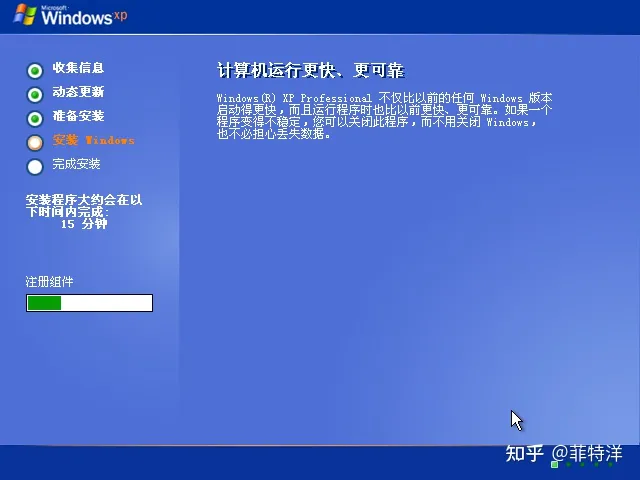 Microsoft
Windows xp
收集信息
动态更新
准备安装
安装 Windows
完成安装
安装程序大约会在以
下时间内完成:
15 分钟
注册组件
计算机运行更快、更可靠
Windows(R) XP Professional 不仅比以前的任何 Windows 版本
启动得更快，而且运行程序时也比以前更快、更可靠。如果一个
程序变得不稳定，您可以关闭此程序，而不用关闭 Windows，
也不必担心丢失数据。
知乎 @菲特洋